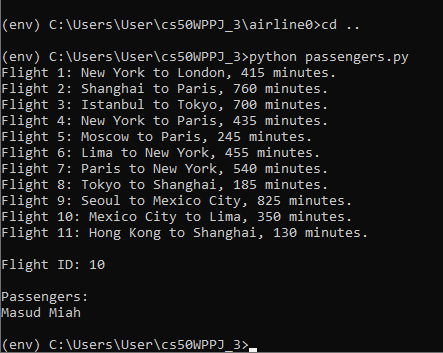 (env) C:\Users\User\cs50WPPJ_3\airline0>cd ..
(env) C:\Users\User\cs50WPPJ_3>python passengers.py
Flight 1: New York to London, 415 minutes.
Flight 2: Shanghai to Paris, 760 minutes.
Flight 3: Istanbul to Tokyo, 700 minutes.
Flight 4: New York to Paris, 435 minutes.
Flight 5: Moscow to Paris, 245 minutes.
Flight 6: Lima to New York, 455 minutes.
Flight 7: Paris to New York, 540 minutes.
Flight 8: Tokyo to Shanghai, 185 minutes.
Flight 9: Seoul to Mexico City, 825 minutes.
Flight 10: Mexico City to Lima, 350 minutes.
Flight 11: Hong Kong to Shanghai, 130 minutes.
Flight ID: 10
Passengers:
Masud Miah
(env) C:\Users\User\cs50WPPJ_3>